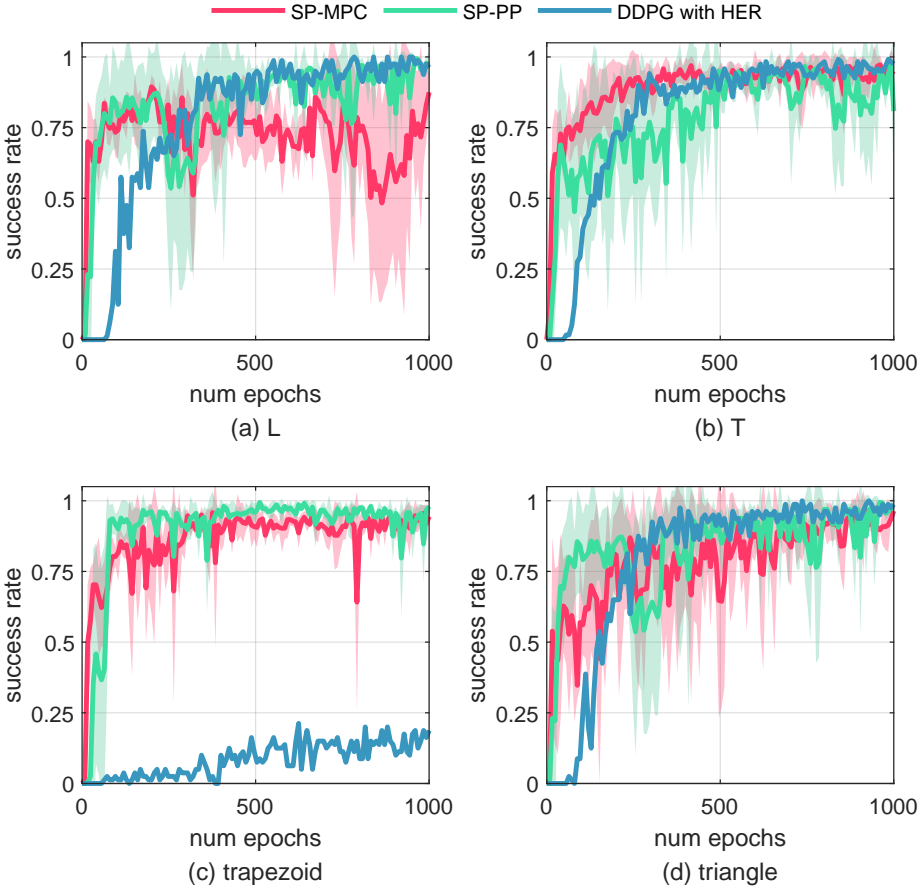 SP-MPC SP-PP DDPG with HER
1 1
0.75 0.75
0.5 0.5
0.25 0.25
0 0
0 500 1000 0 500 1000
success rate success rate
num epochs num epochs
(a) L (b) T
1 1
0.75 0.75
0.5 0.5
0.25 0.25
0 0
0 500 1000 0 500 1000
success rate success rate
num epochs num epochs
(c) trapezoid (d) triangle